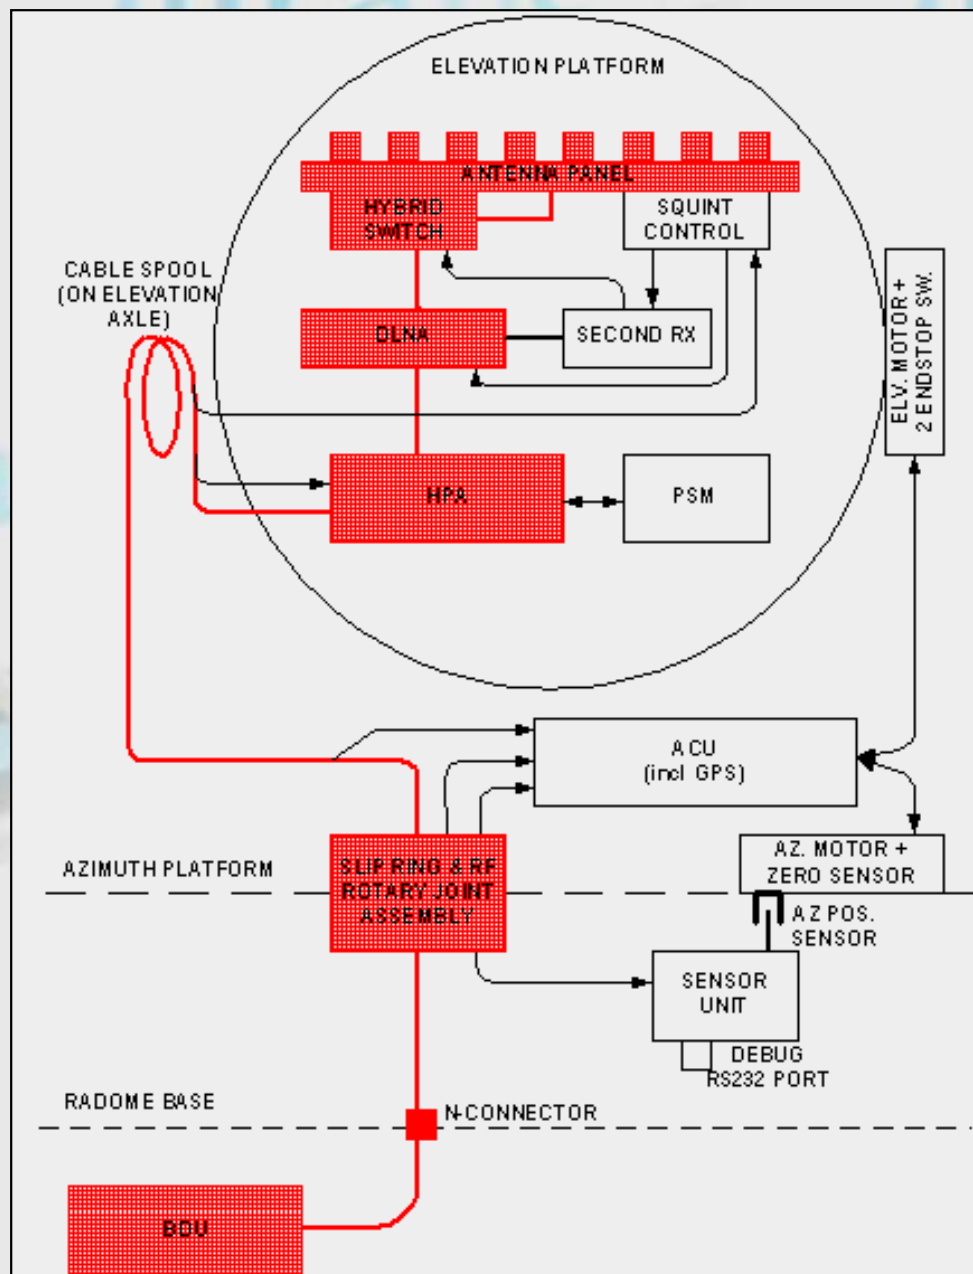 ELEVATION PLATFORM
ANTENNA PANEL
HYBRID
SWITCH
SQUINT
CONTROL
CABLE SPOOL
(ON ELEVATION
AXLE)
DLNA
SECOND RX
ELV. MOTOR +
2 ENDSTOP SW.
HPA
PSM
ACU
(incl GPS)
AZIMUTH PLATFORM
SLIP RING & RF
ROTARY JOINT
ASSEMBLY
AZ. MOTOR +
ZERO SENSOR
AZ POS.
SENSOR
SENSOR
UNIT
DEBUG
RS232 PORT
RADOME BASE
N-CONNECTOR
BDU